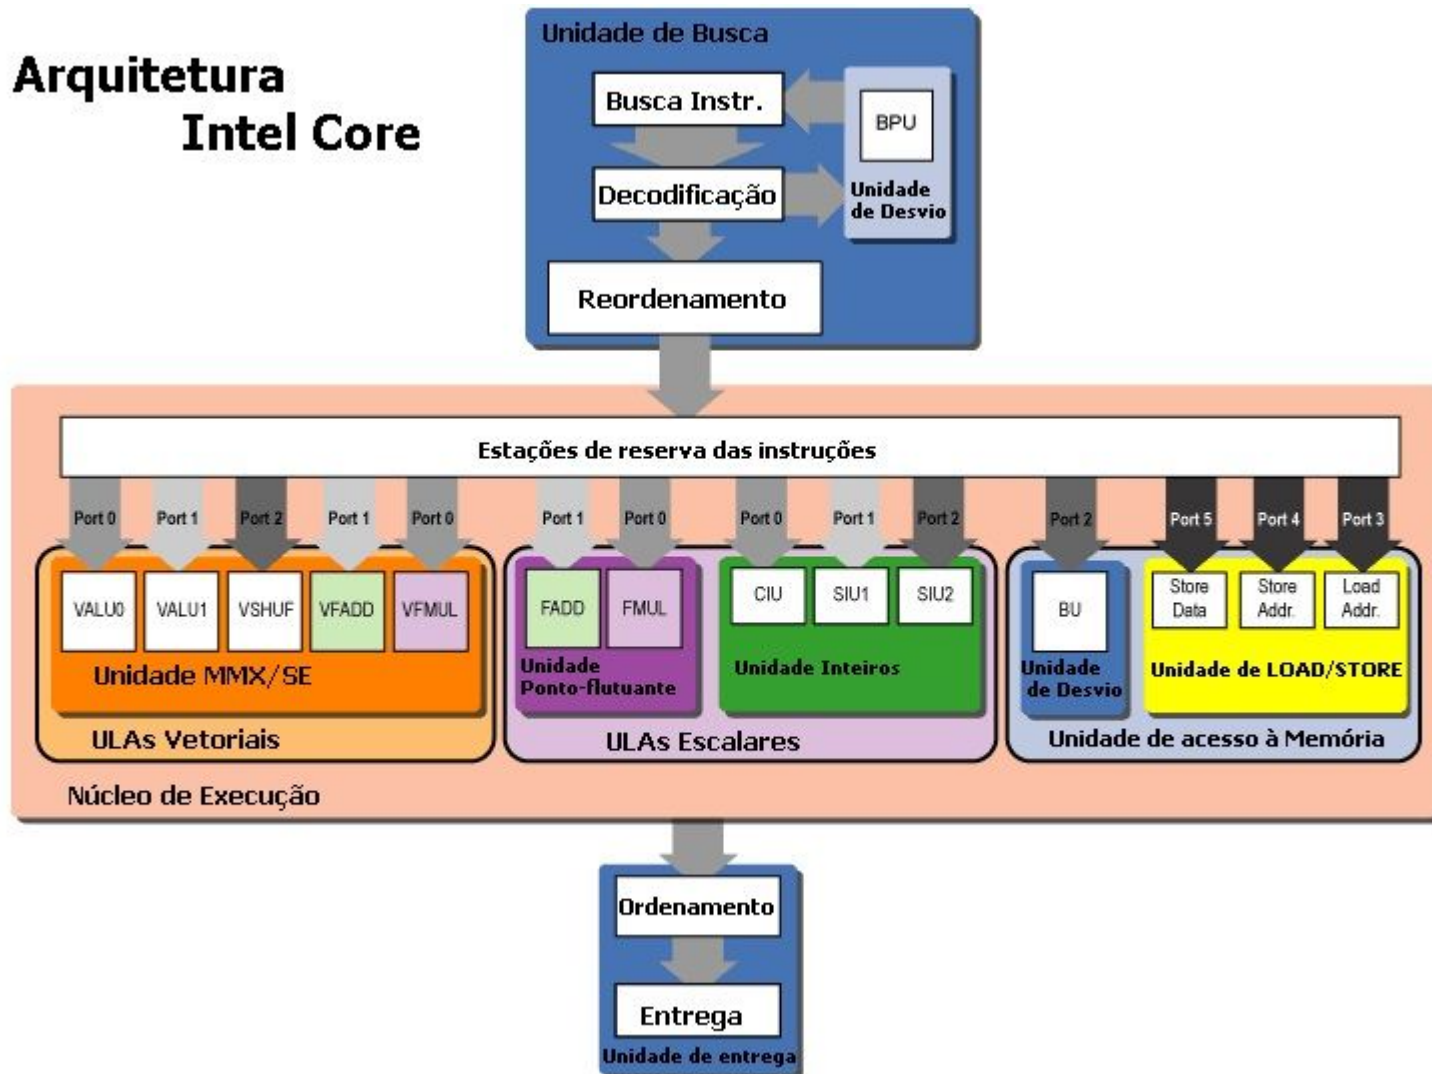 Arquitetura
Intel Core
Unidade de Busca
Busca Instr.
BPU
Decodificação
Unidade
de Desvio
Reordenamento
Estações de reserva das instruções
Port 0
Port 1
Port 2
Port 1
Port 0
Port 1
Port 0
Port 0
Port 1
Port 2
Port 2
Port 5
Port 4
Port 3
VALU0
VALU1
VSHUF
VFADD
VFMUL
FADD
FMUL
CIU
SIU1
SIU2
BU
Store
Data
Store
Addr.
Load
Addr.
Unidade MMX/SE
Unidade
Ponto-flutuante
Unidade Inteiros
Unidade
de Desvio
Unidade de LOAD/STORE
ULAs Vetoriais
ULAs Escalares
Unidade de acesso à Memória
Núcleo de Execução
Ordenamento
Entrega
Unidade de entrega